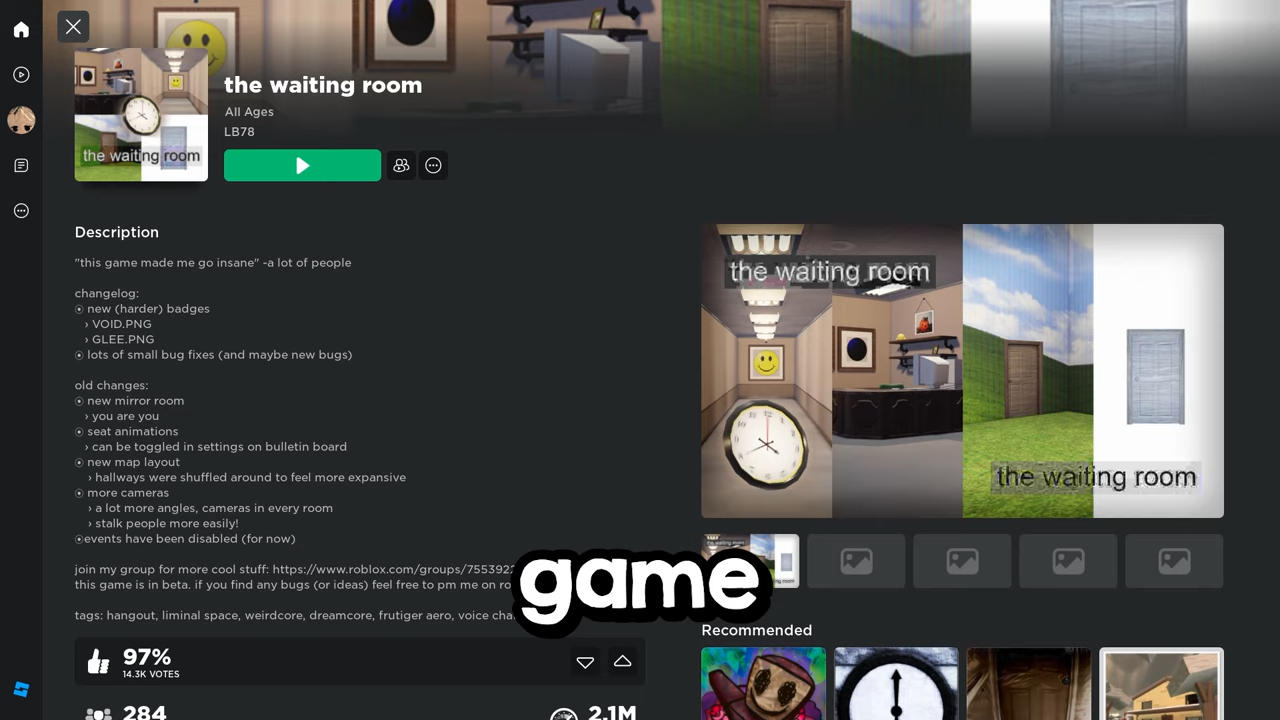 the waiting room
All Ages
LB78
the waiting room
Description
"this game made me go insane" -a lot of people
changelog:
⦿ new (harder) badges
› VOID.PNG
› GLEE.PNG
⦿ lots of small bug fixes (and maybe new bugs)
old changes:
⦿ new mirror room
› you are you
⦿ seat animations
› can be toggled in settings on bulletin board
⦿ new map layout
› hallways were shuffled around to feel more expansive
⦿ more cameras
› a lot more angles, cameras in every room
› stalk people more easily!
⦿events have been disabled (for now)
join my group for more cool stuff: https://www.roblox.com/groups/7553922
this game is in beta. if you find any bugs (or ideas) feel free to pm me on
tags: hangout, liminal space, weirdcore, dreamcore, frutiger aero, voice
97%
14.3K VOTES
284
2.1M
the waiting room
the waiting room
game
Recommended